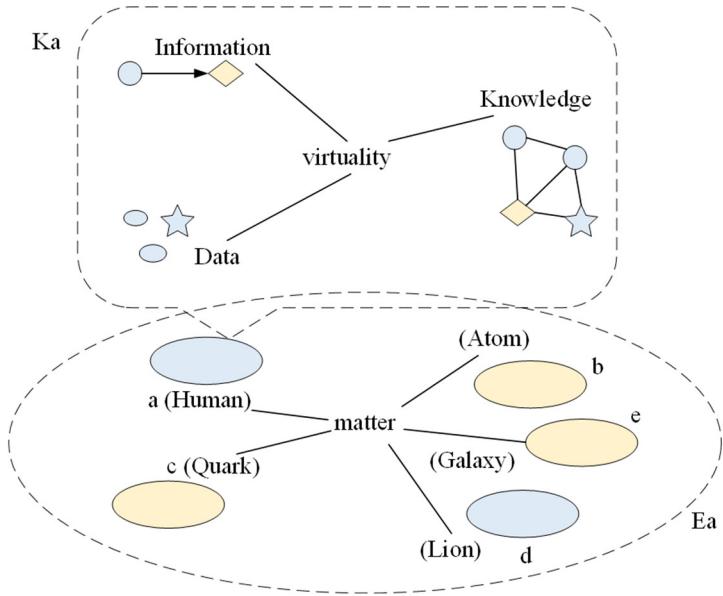 Ka
Information
Knowledge
virtuality
Data
(Atom)
b
a (Human)
matter
e
c (Quark)
(Galaxy)
Ea
(Lion)
d